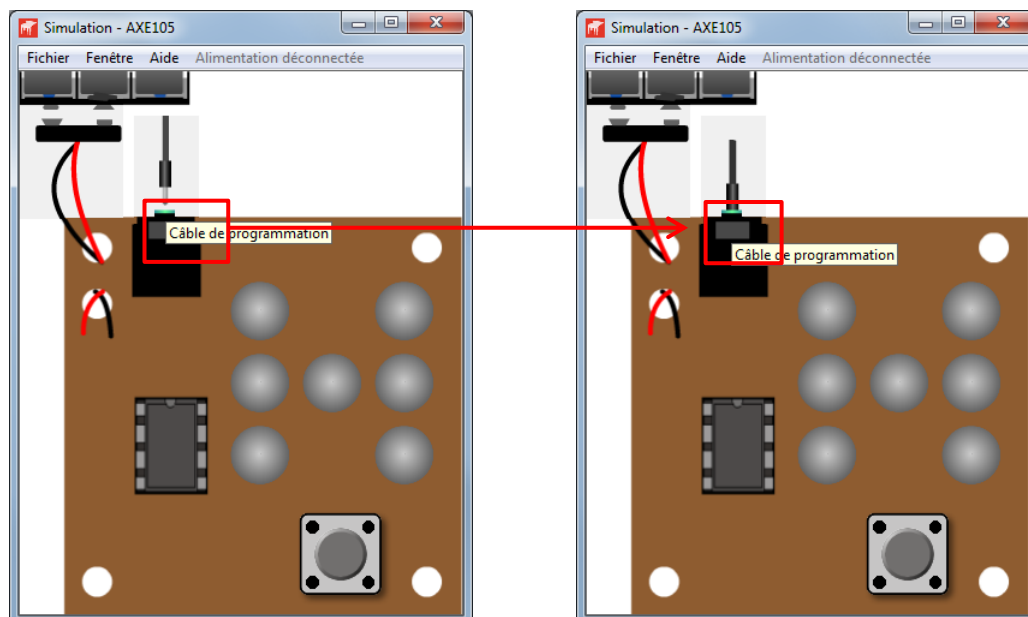 Simulation - AXE105
Fichier Fenêtre Aide Alimentation déconnectée
Câble de programmation
Simulation - AXE105
Fichier Fenêtre Aide Alimentation déconnectée
Câble de programmation